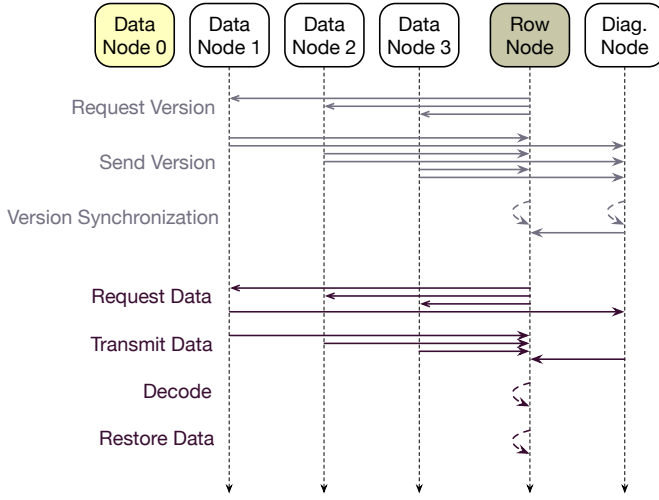 Data
Node 0
Data
Node 1
Data
Node 2
Data
Node 3
Row
Node
Diag.
Node
Request Version
Send Version
Version Synchronization
Request Data
Transmit Data
Decode
Restore Data